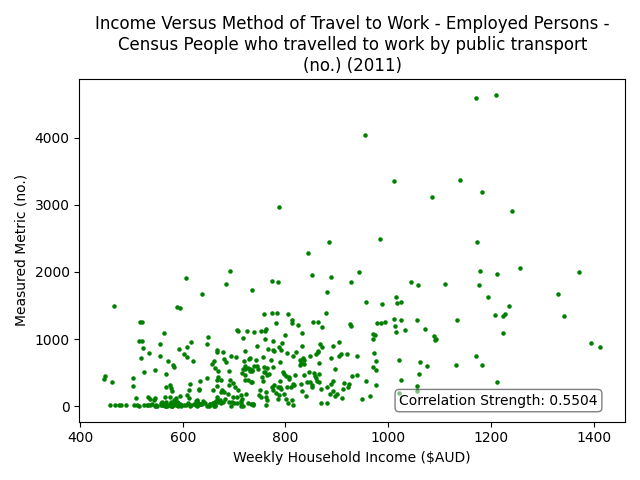 Income Versus Method of Travel to Work - Employed Persons -
Census People who travelled to work by public transport
(no.) (2011)
Measured Metric (no.)
4000
3000
2000
1000
0
Correlation Strength: 0.5504
400 600 800 1000 1200 1400
Weekly Household Income ($AUD)